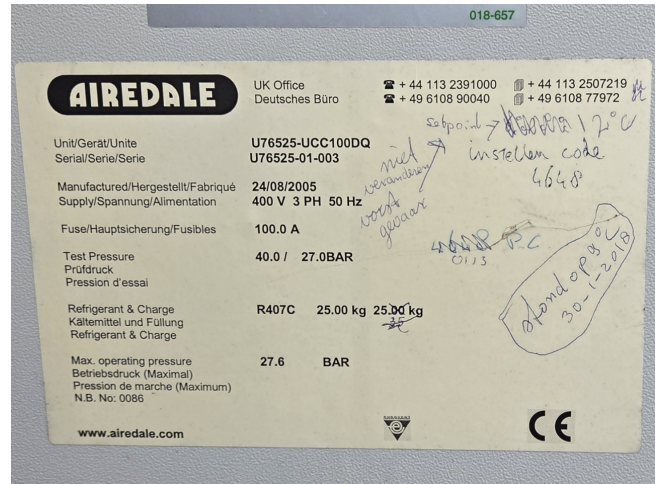 018-657
AIREDALE
UK Office ☎ + 44 113 2391000 + 44 113 2507219
Deutsches Büro ☎ + 49 6108 90040 + 49 6108 77972
setpoint → 12°C
instellen code
4648
niet
veranderen
vorst
gevaar
Unit/Gerät/Unite U76525-UCC100DQ
Serial/Serie/Serie U76525-01-003
Manufactured/Hergestellt/Fabriqué 24/08/2005
Supply/Spannung/Alimentation 400 V 3 PH 50 Hz
Fuse/Hauptsicherung/Fusibles 100.0 A
P.C.
0113
stond op 9°C
30-1-2018
Test Pressure 40.0 / 27.0BAR
Prüfdruck
Pression d'essai
Refrigerant & Charge R407C 25.00 kg 25.00 kg
Kältemittel und Füllung
Refrigerant & Charge
Max. operating pressure 27.6 BAR
Betriebsdruck (Maximal)
Pression de marche (Maximum)
N.B. No: 0086
www.airedale.com
CE